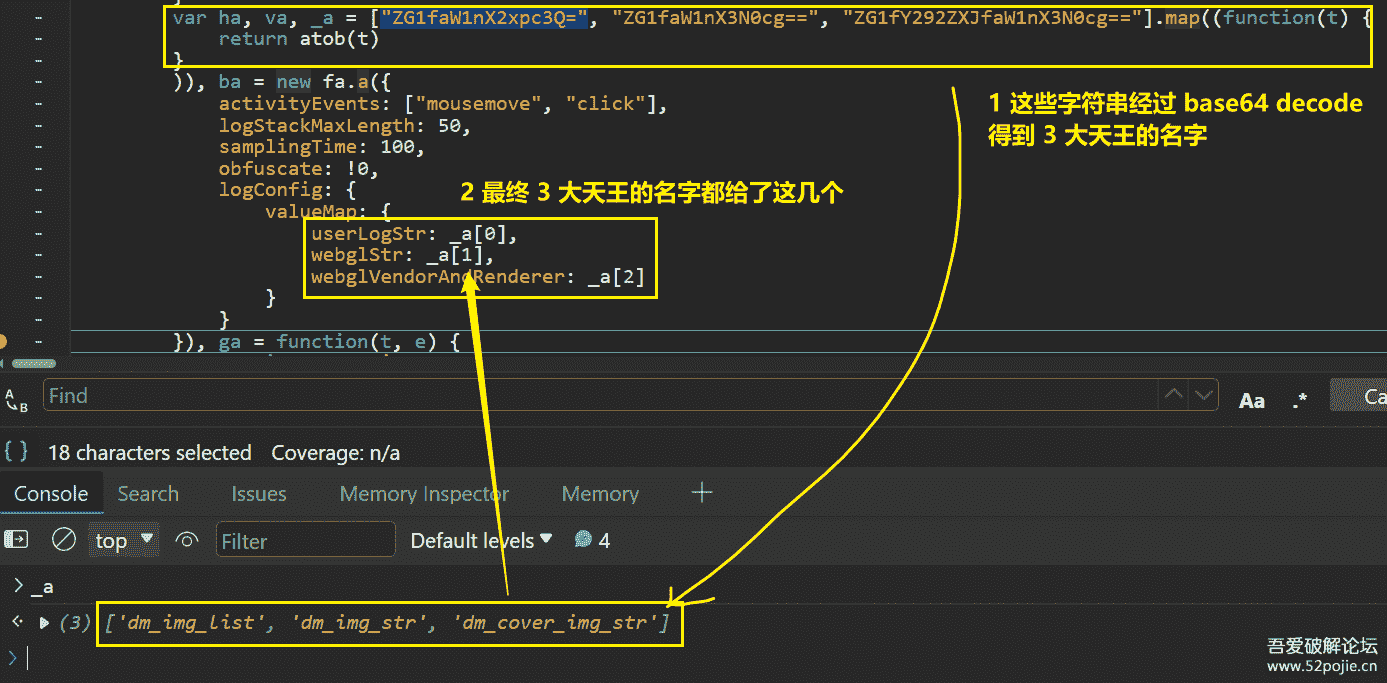 var ha, va, _a = ["ZG1faW1nX2xpc3Q=", "ZG1faW1nX3N0cg==", "ZG1fY292ZXJfaW1nX3N0cg=="].map((function(t) {
return atob(t)
}
)), ba = new fa.a({
activityEvents: ["mousemove", "click"],
logStackMaxLength: 50,
samplingTime: 100,
obfuscate: !0,
logConfig: {
valueMap: {
userLogStr: _a[0],
webglStr: _a[1],
webglVendorAndRenderer: _a[2]
}
}
}), ga = function(t, e) {
1 这些字符串经过 base64 decode
得到 3 大天王的名字
2 最终 3 大天王的名字都给了这几个
Find
Aa .* Ca
{ } 18 characters selected Coverage: n/a
Console Search Issues Memory Inspector Memory +
top ▼ Filter Default levels ▼ 4
> _a
(3) ['dm_img_list', 'dm_img_str', 'dm_cover_img_str']
>
吾爱破解论坛
www.52pojie.cn